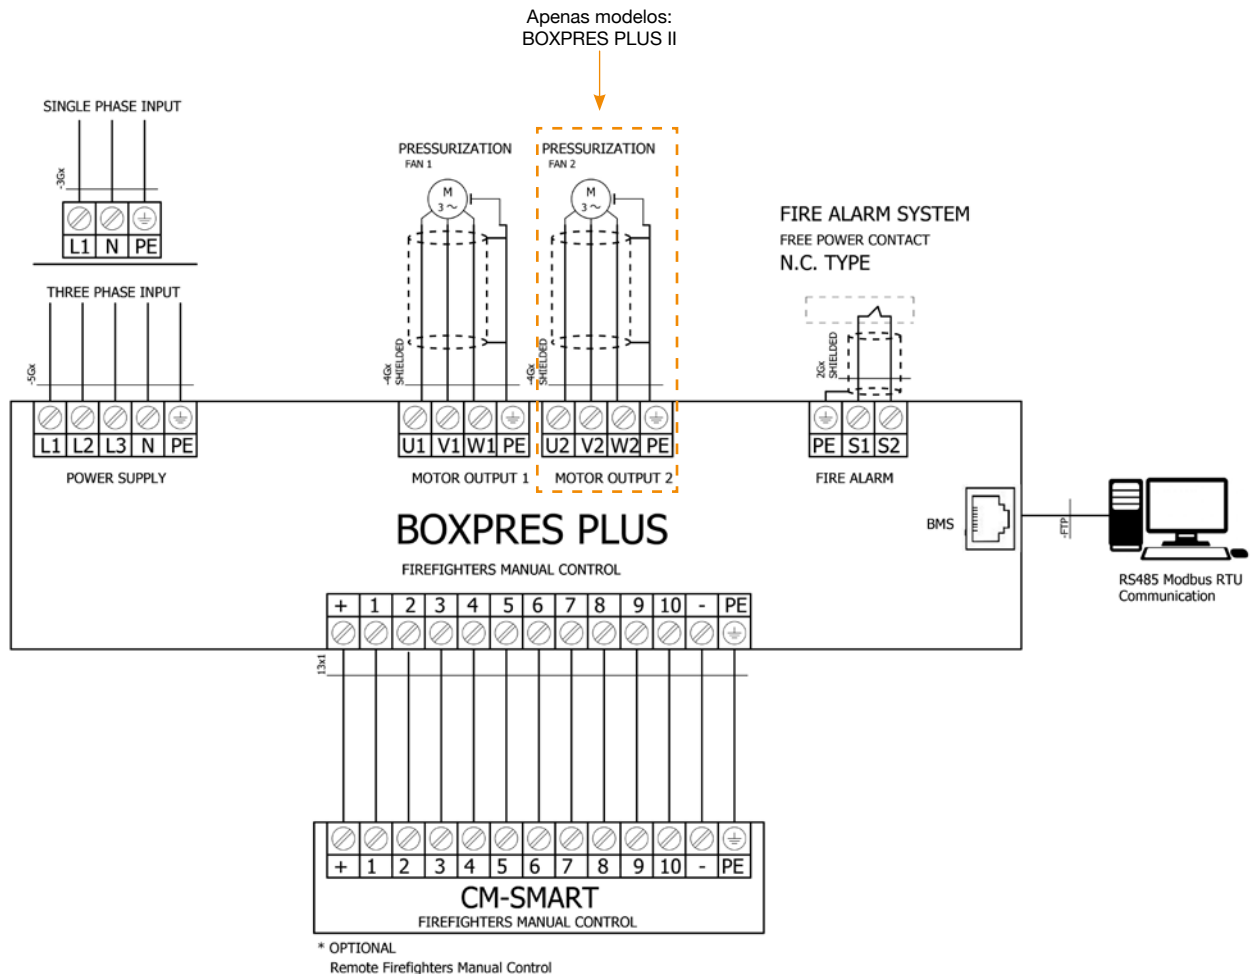 Apenas modelos:
BOXPRES PLUS II
SINGLE PHASE INPUT
-3Gx
L1 N PE
THREE PHASE INPUT
-5Gx
L1 L2 L3 N PE
POWER SUPPLY
PRESSURIZATION
FAN 1
M
3~
-4Gx
SHIELDED
U1 V1 W1 PE
MOTOR OUTPUT 1
PRESSURIZATION
FAN 2
M
3~
-4Gx
SHIELDED
U2 V2 W2 PE
MOTOR OUTPUT 2
FIRE ALARM SYSTEM
FREE POWER CONTACT
N.C. TYPE
2Gx
SHIELDED
PE S1 S2
FIRE ALARM
BMS
-FTP
RS485 Modbus RTU
Communication
BOXPRES PLUS
FIREFIGHTERS MANUAL CONTROL
+ 1 2 3 4 5 6 7 8 9 10 - PE
13x1
+ 1 2 3 4 5 6 7 8 9 10 - PE
CM-SMART
FIREFIGHTERS MANUAL CONTROL
* OPTIONAL
Remote Firefighters Manual Control